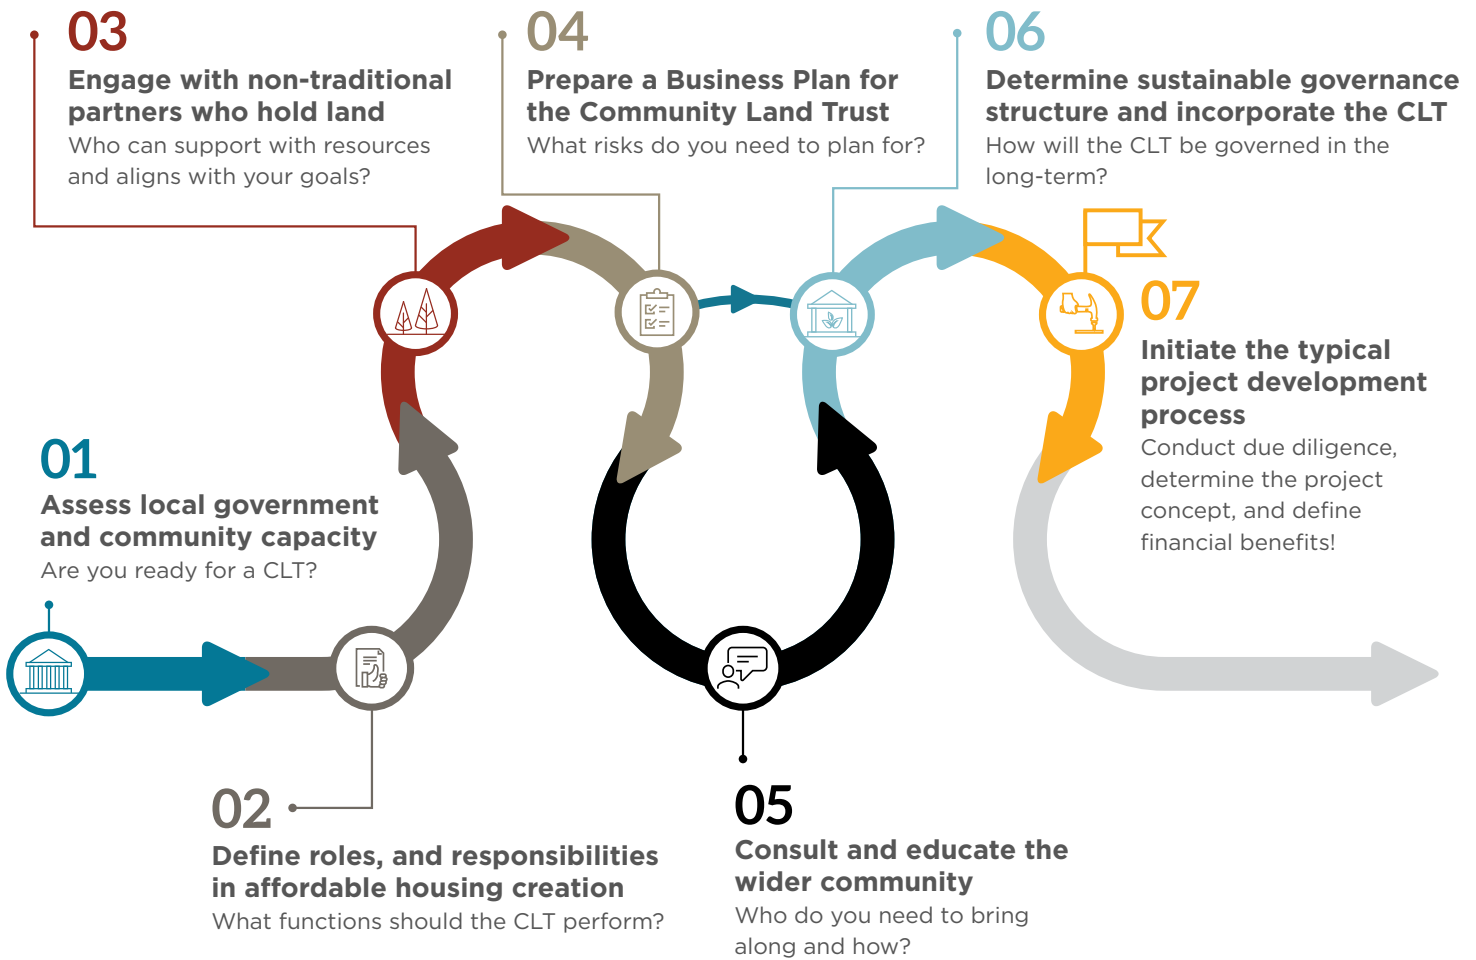 01
Assess local government
and community capacity
Are you ready for a CLT?
02
Define roles, and responsibilities
in affordable housing creation
What functions should the CLT perform?
03
Engage with non-traditional
partners who hold land
Who can support with resources
and aligns with your goals?
04
Prepare a Business Plan for
the Community Land Trust
What risks do you need to plan for?
05
Consult and educate the
wider community
Who do you need to bring
along and how?
06
Determine sustainable governance
structure and incorporate the CLT
How will the CLT be governed in the
long-term?
07
Initiate the typical
project development
process
Conduct due diligence,
determine the project
concept, and define
financial benefits!